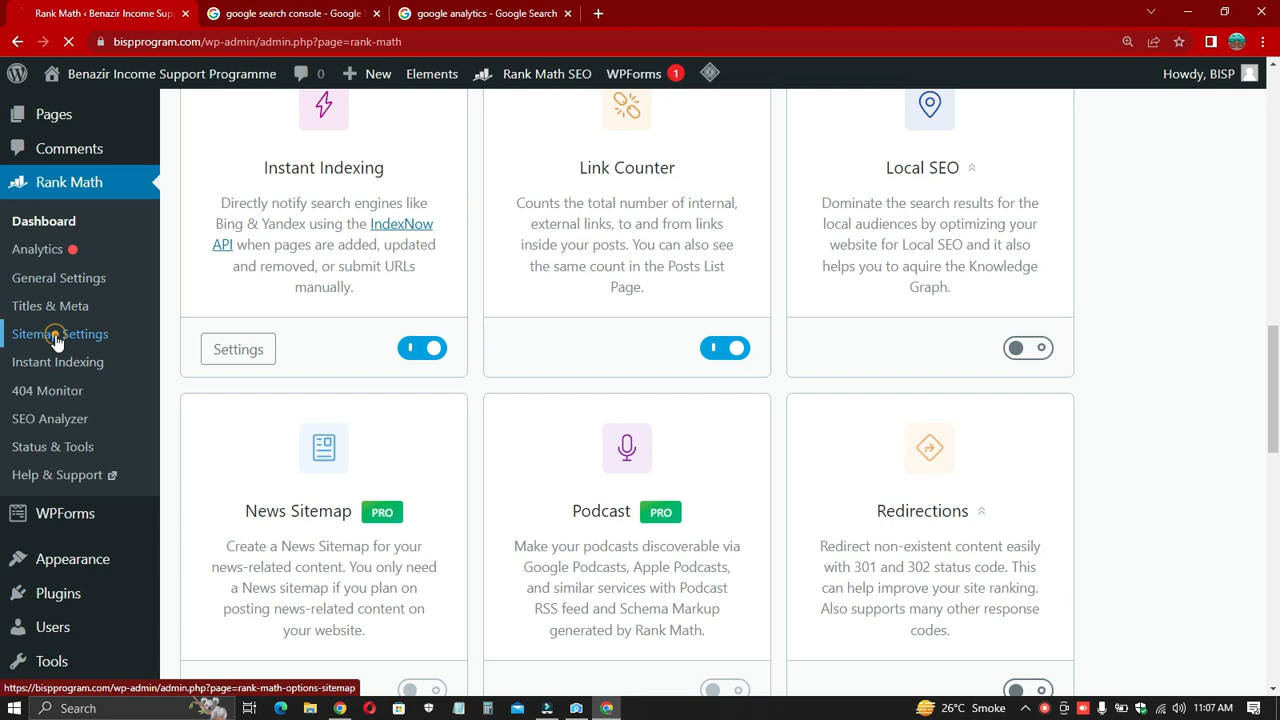 Rank Math ‹ Benazir Income Sup
google search console - Google S
google analytics - Google Search
bispprogram.com/wp-admin/admin.php?page=rank-math
Benazir Income Support Programme
0
New
Elements
Rank Math SEO
WPForms
1
Howdy, BISP
Pages
Comments
Rank Math
Dashboard
Analytics
General Settings
Titles & Meta
Sitemap Settings
Instant Indexing
404 Monitor
SEO Analyzer
Status & Tools
Help & Support
WPForms
Appearance
Plugins
Users
Tools
Instant Indexing
Directly notify search engines like
Bing & Yandex using the IndexNow
API when pages are added, updated
and removed, or submit URLs
manually.
Settings
Link Counter
Counts the total number of internal,
external links, to and from links
inside your posts. You can also see
the same count in the Posts List
Page.
Local SEO
Dominate the search results for the
local audiences by optimizing your
website for Local SEO and it also
helps you to aquire the Knowledge
Graph.
News Sitemap PRO
Create a News Sitemap for your
news-related content. You only need
a News sitemap if you plan on
posting news-related content on
your website.
Podcast PRO
Make your podcasts discoverable via
Google Podcasts, Apple Podcasts,
and similar services with Podcast
RSS feed and Schema Markup
generated by Rank Math.
Redirections
Redirect non-existent content easily
with 301 and 302 status code. This
can help improve your site ranking.
Also supports many other response
codes.
https://bispprogram.com/wp-admin/admin.php?page=rank-math-options-sitemap
Search
26°C Smoke
11:07 AM